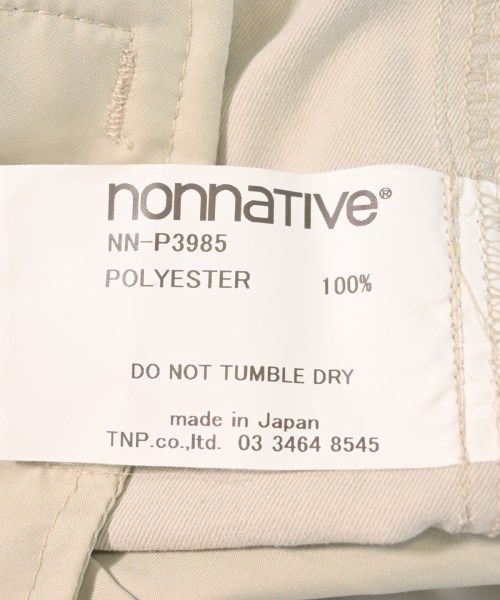 nonnative®
NN-P3985
POLYESTER 100%
DO NOT TUMBLE DRY
made in Japan
TNP.co.,ltd. 03 3464 8545